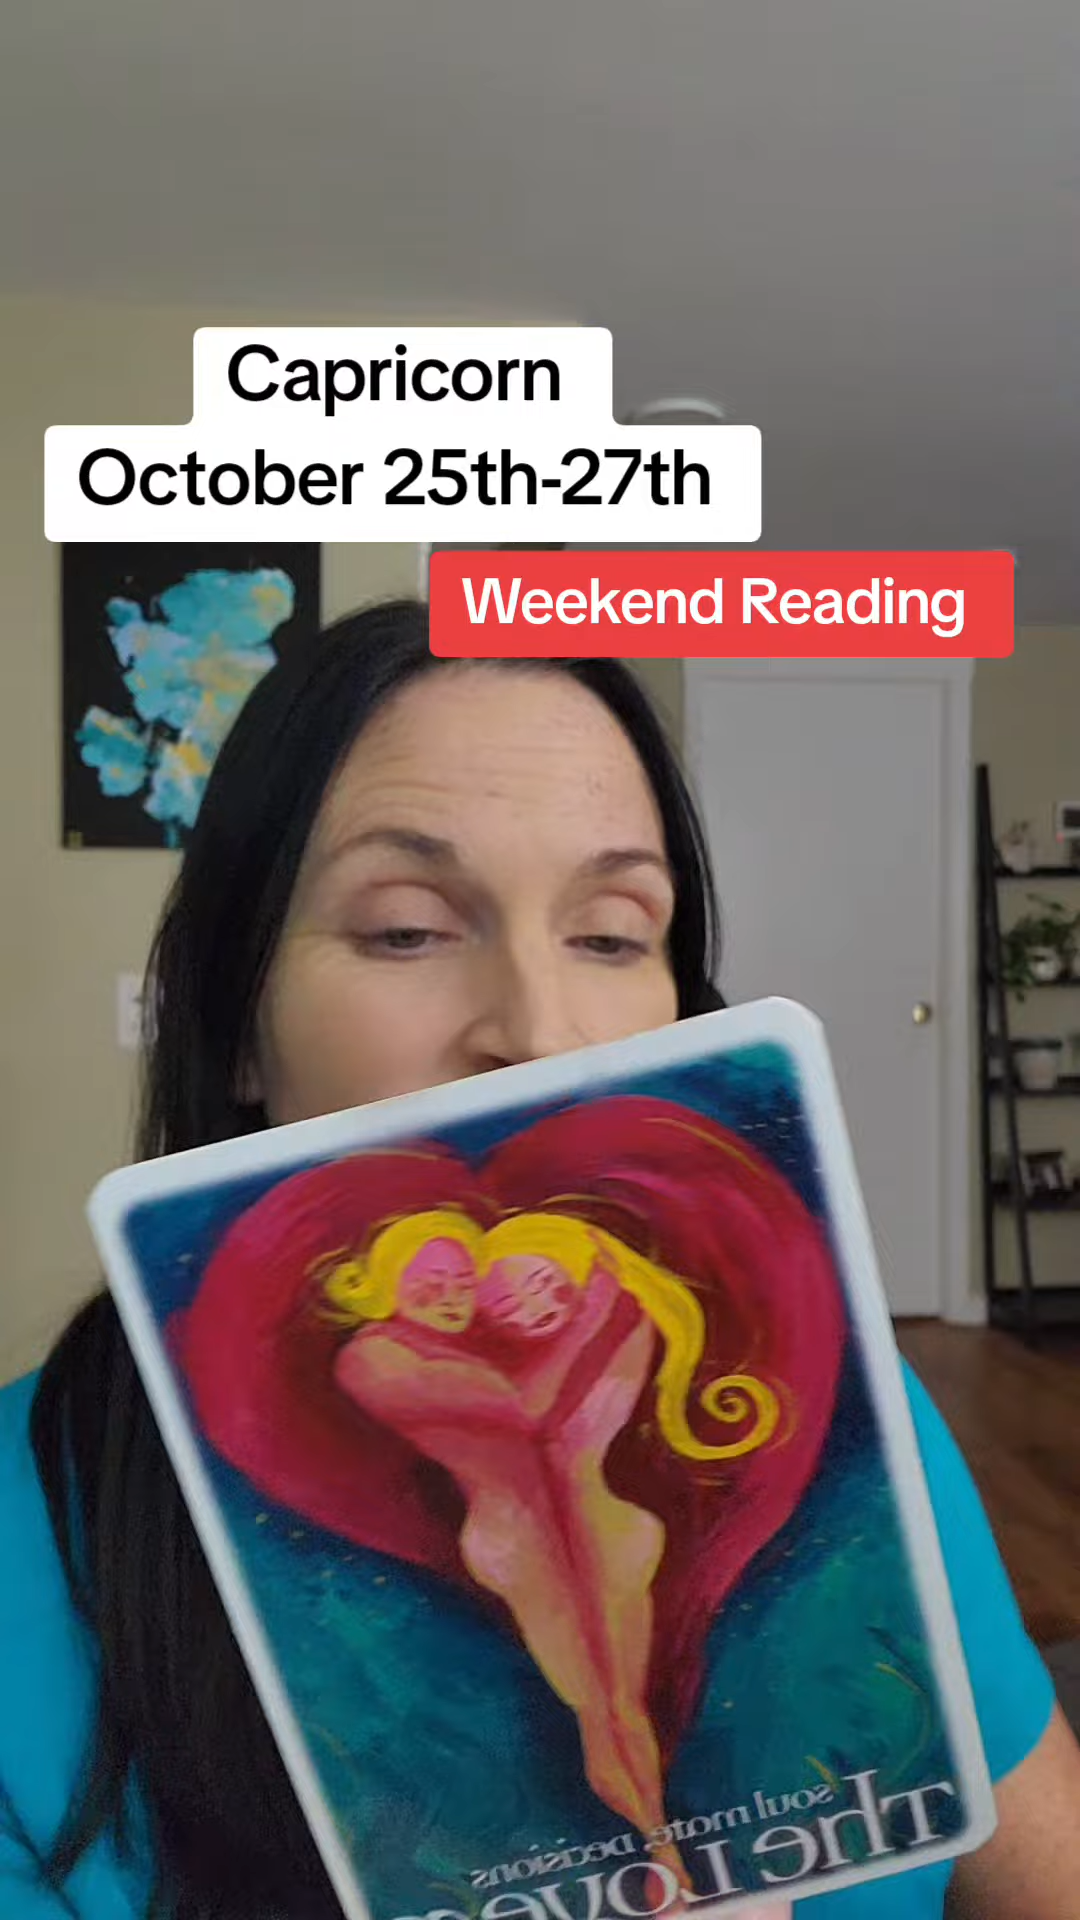 Capricorn
October 25th-27th
Weekend Reading
soul mate, Decisions
The Lovers